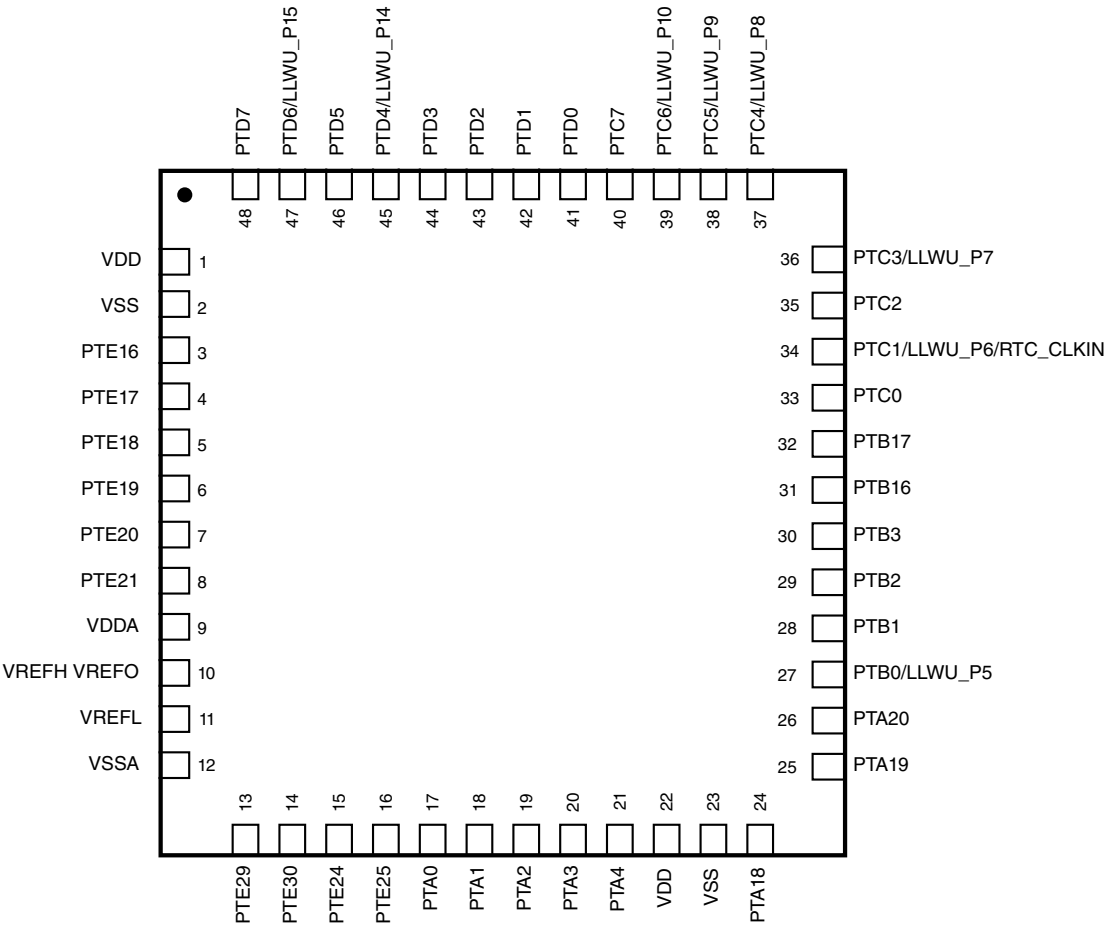 PTD7
PTD6/LLWU_P15
PTD5
PTD4/LLWU_P14
PTD3
PTD2
PTD1
PTD0
PTC7
PTC6/LLWU_P10
PTC5/LLWU_P9
PTC4/LLWU_P8
48 47 46 45 44 43 42 41 40 39 38 37
VDD 1 36 PTC3/LLWU_P7
VSS 2 35 PTC2
PTE16 3 34 PTC1/LLWU_P6/RTC_CLKIN
PTE17 4 33 PTC0
PTE18 5 32 PTB17
PTE19 6 31 PTB16
PTE20 7 30 PTB3
PTE21 8 29 PTB2
VDDA 9 28 PTB1
VREFH VREFO 10 27 PTB0/LLWU_P5
VREFL 11 26 PTA20
VSSA 12 25 PTA19
13 14 15 16 17 18 19 20 21 22 23 24
PTE29
PTE30
PTE24
PTE25
PTA0
PTA1
PTA2
PTA3
PTA4
VDD
VSS
PTA18